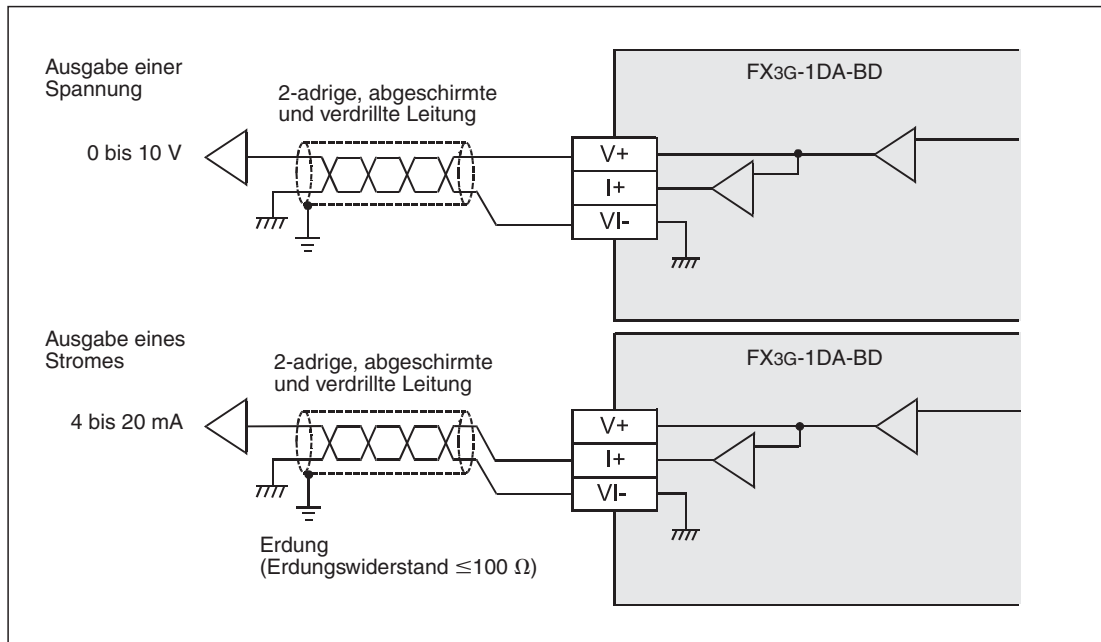 Ausgabe einer
Spannung
0 bis 10 V
2-adrige, abgeschirmte
und verdrillte Leitung
FX3G-1DA-BD
V+
I+
VI-
Ausgabe eines
Stromes
4 bis 20 mA
2-adrige, abgeschirmte
und verdrillte Leitung
FX3G-1DA-BD
V+
I+
VI-
Erdung
(Erdungswiderstand ≤100 Ω)